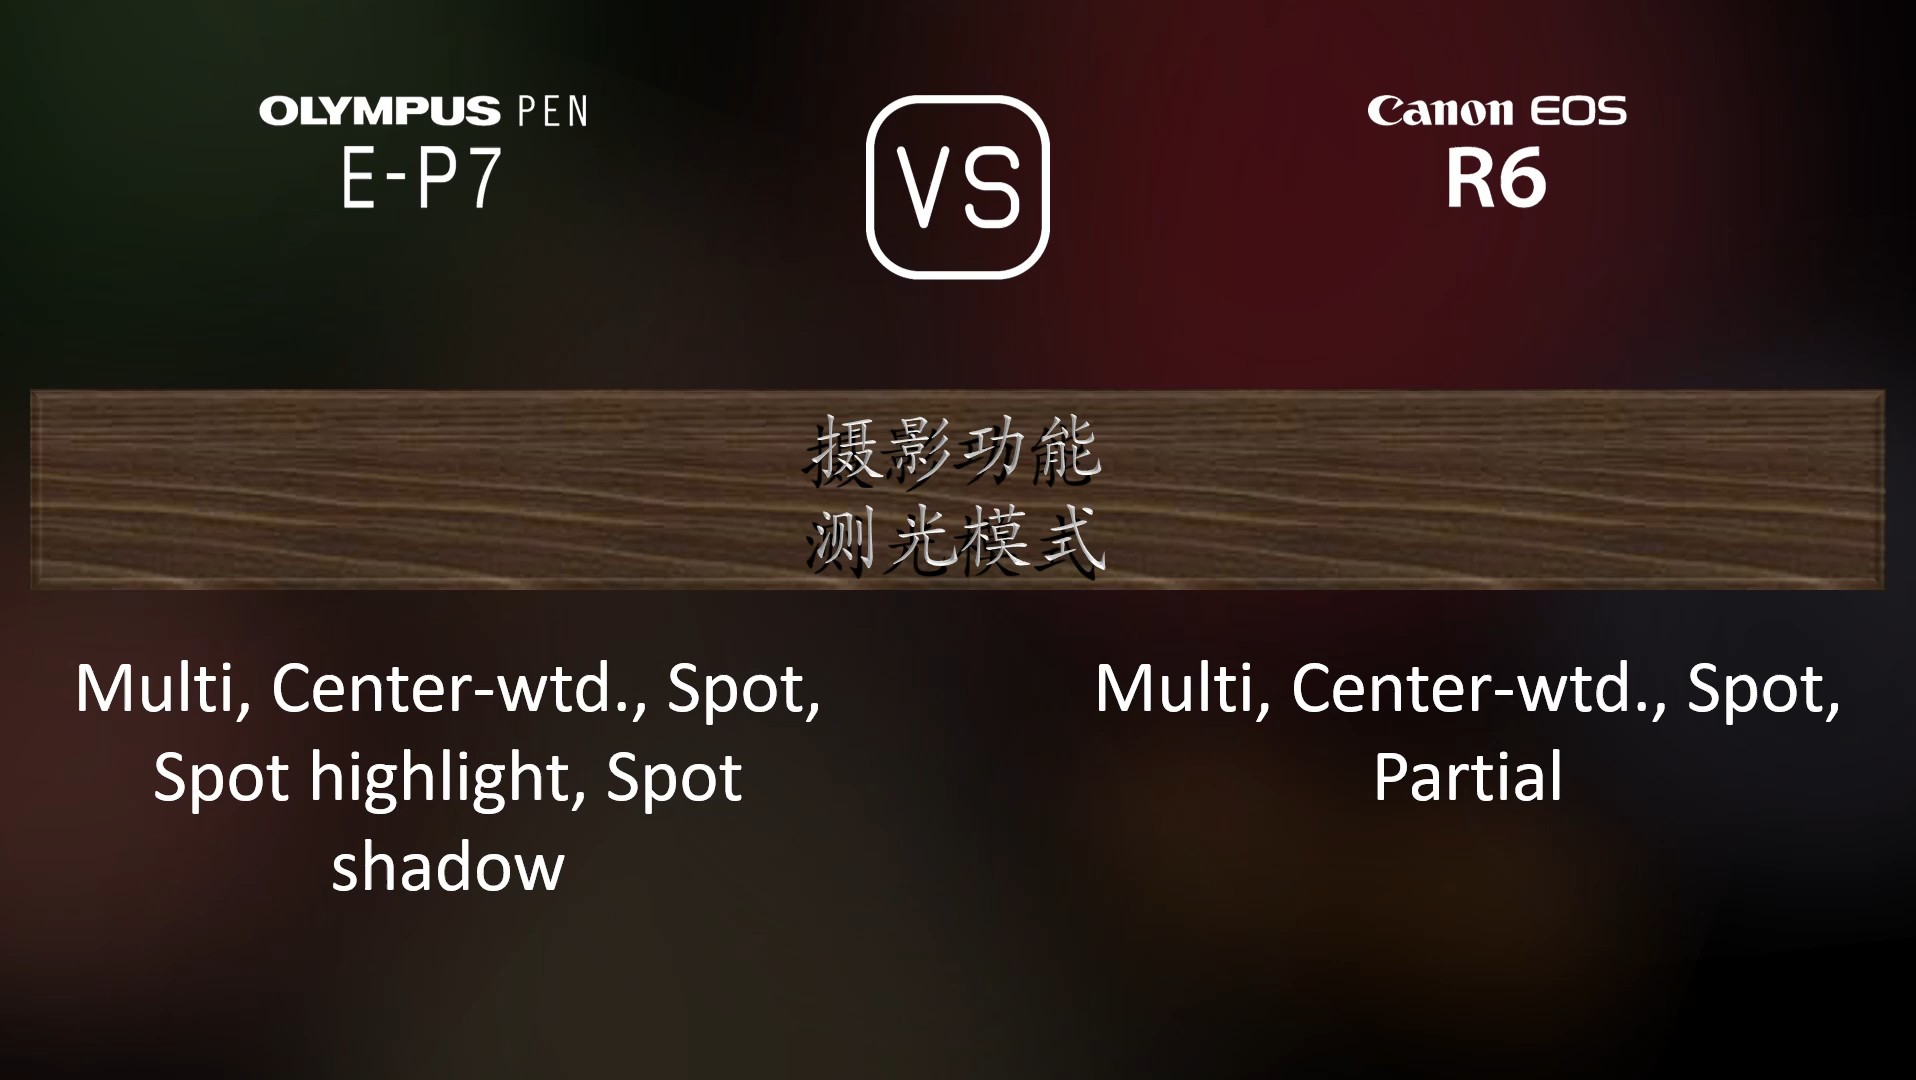 OLYMPUS PEN
E-P7
VS
Canon EOS
R6
摄影功能
测光模式
Multi, Center-wtd., Spot,
Spot highlight, Spot
shadow
Multi, Center-wtd., Spot,
Partial